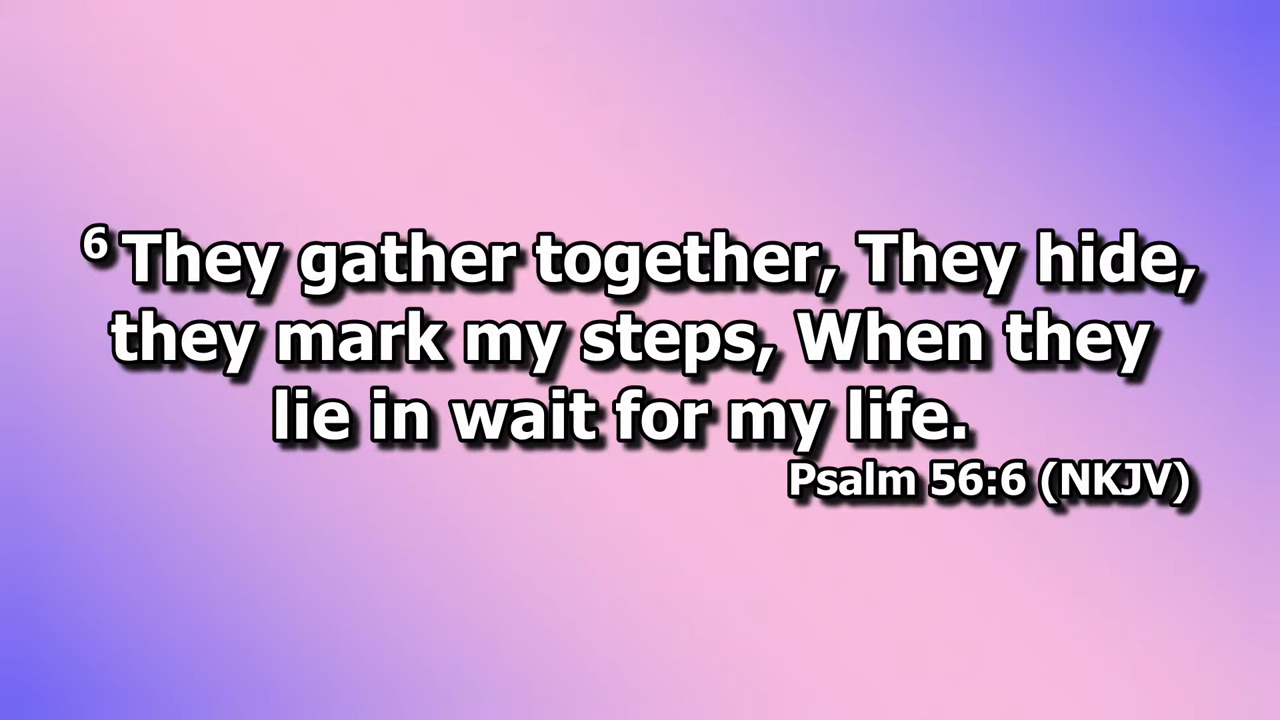 6 They gather together, They hide,
they mark my steps, When they
lie in wait for my life.
Psalm 56:6 (NKJV)